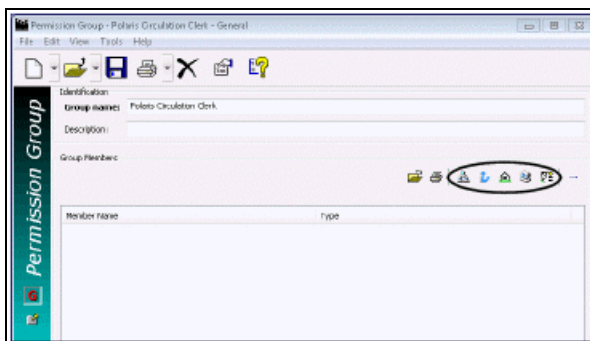 Permission Group - Polaris Circulation Clerk - General
File Edit View Tools Help
Identification
Group name: Polaris Circulation Clerk
Description:
Group Members
Member Name Type
Permission Group